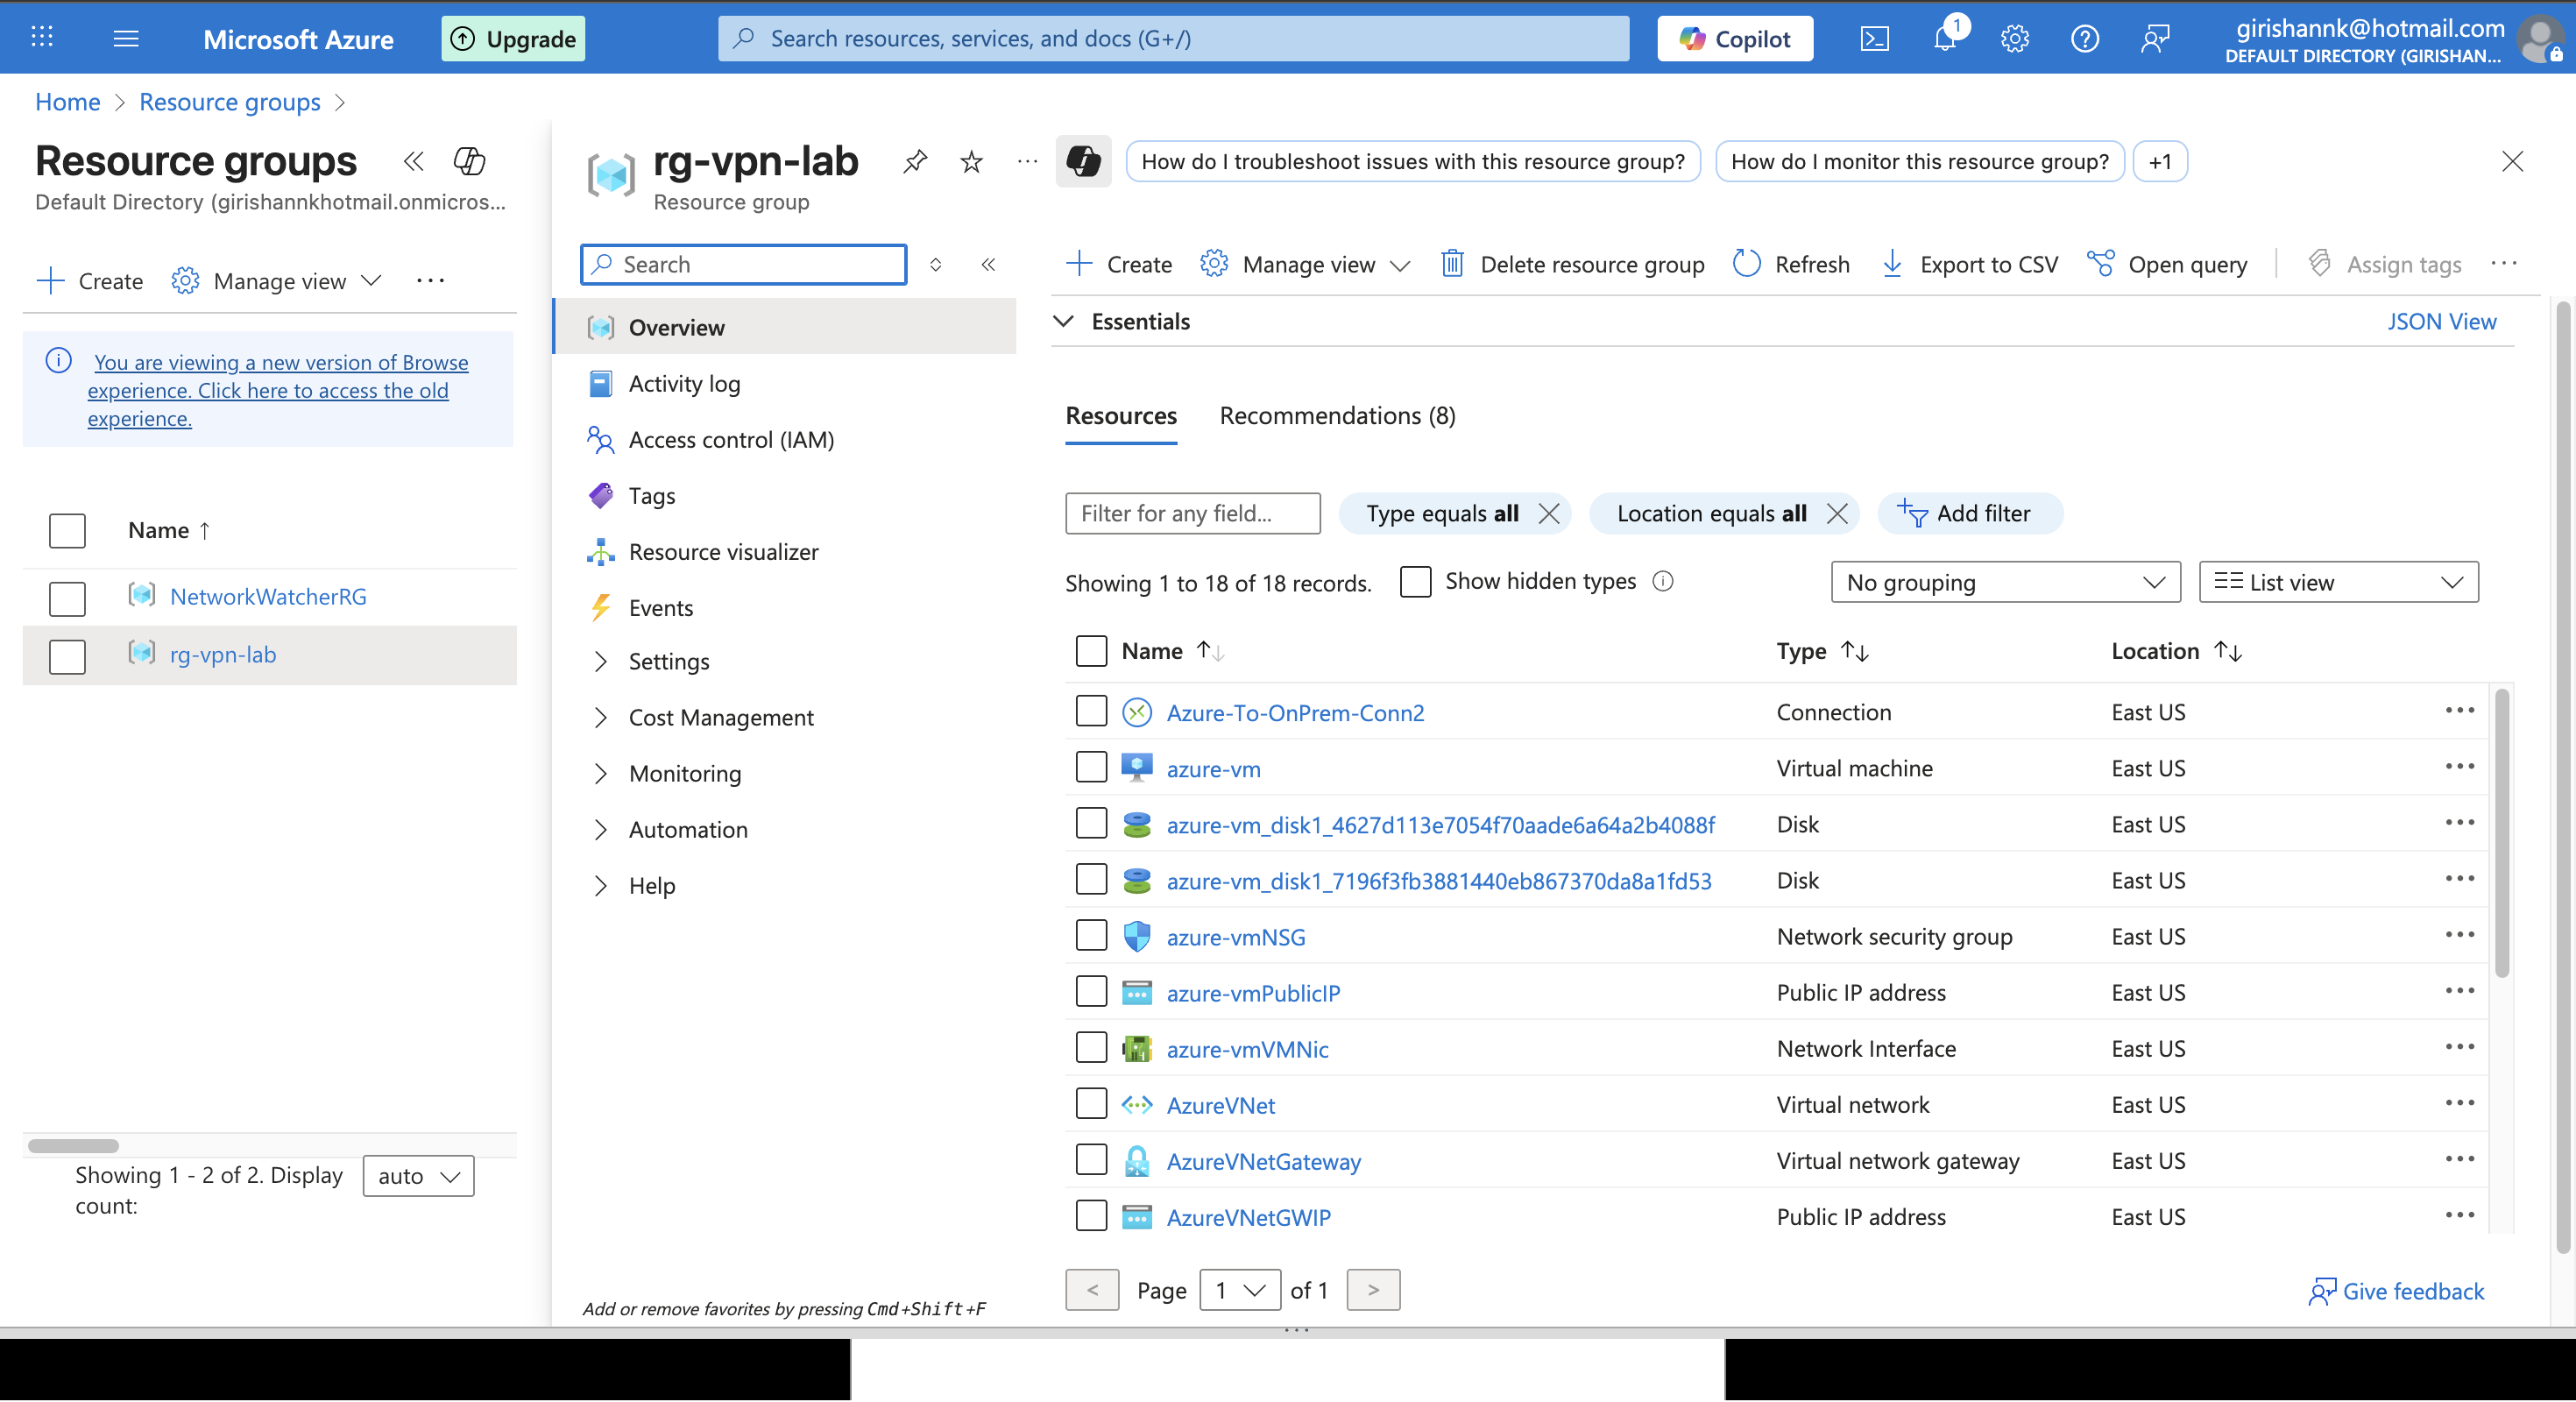 Microsoft Azure
Upgrade
Search resources, services, and docs (G+/)
Copilot
1
girishannk@hotmail.com
DEFAULT DIRECTORY (GIRISHAN...
Home > Resource groups >
Resource groups
Default Directory (girishannkhotmail.onmicros...
Create
Manage view
You are viewing a new version of Browse
experience. Click here to access the old
experience.
Name ↑
NetworkWatcherRG
rg-vpn-lab
Showing 1 - 2 of 2. Display
count:
auto
rg-vpn-lab
Resource group
How do I troubleshoot issues with this resource group?
How do I monitor this resource group?
+1
Search
Overview
Activity log
Access control (IAM)
Tags
Resource visualizer
Events
Settings
Cost Management
Monitoring
Automation
Help
Add or remove favorites by pressing Cmd+Shift+F
Create
Manage view
Delete resource group
Refresh
Export to CSV
Open query
Assign tags
Essentials
JSON View
Resources
Recommendations (8)
Filter for any field...
Type equals all
Location equals all
Add filter
Showing 1 to 18 of 18 records.
Show hidden types
No grouping
List view
Name Type Location
Azure-To-OnPrem-Conn2 Connection East US
azure-vm Virtual machine East US
azure-vm_disk1_4627d113e7054f70aade6a64a2b4088f Disk East US
azure-vm_disk1_7196f3fb3881440eb867370da8a1fd53 Disk East US
azure-vmNSG Network security group East US
azure-vmPublicIP Public IP address East US
azure-vmVMNic Network Interface East US
AzureVNet Virtual network East US
AzureVNetGateway Virtual network gateway East US
AzureVNetGWIP Public IP address East US
< Page 1 of 1 >
Give feedback